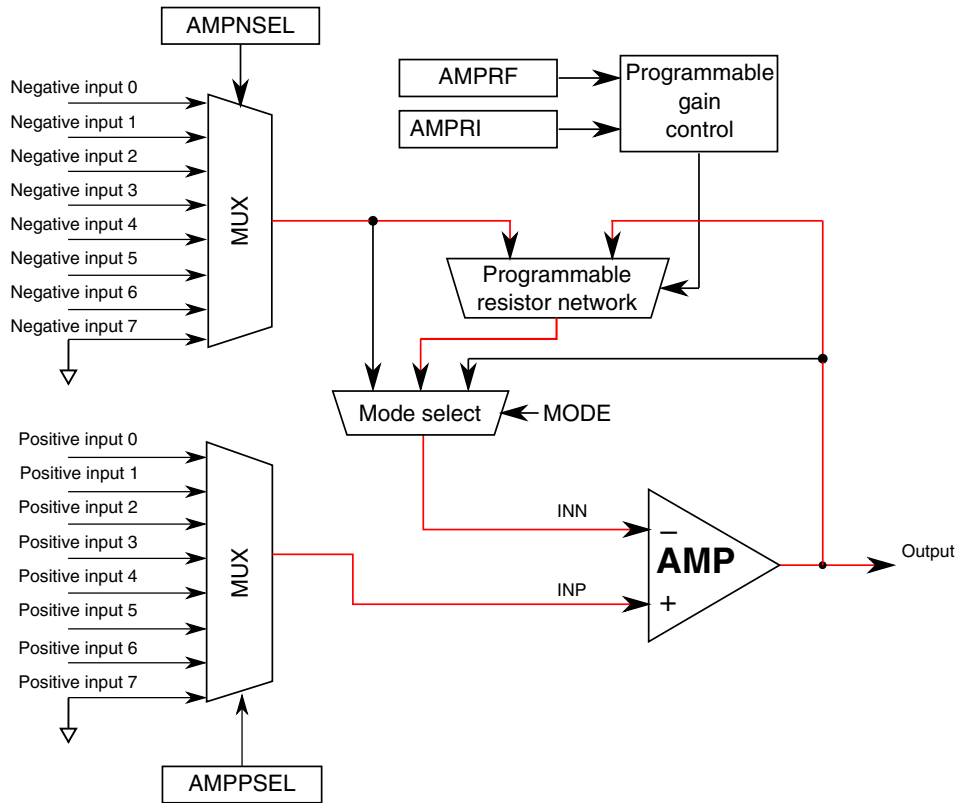 AMPNSEL
Negative input 0
Negative input 1
Negative input 2
Negative input 3
Negative input 4
Negative input 5
Negative input 6
Negative input 7
MUX
AMPRF
AMPRI
Programmable
gain
control
Programmable
resistor network
Mode select
MODE
Positive input 0
Positive input 1
Positive input 2
Positive input 3
Positive input 4
Positive input 5
Positive input 6
Positive input 7
MUX
INN
INP
−
AMP
+
Output
AMPPSEL